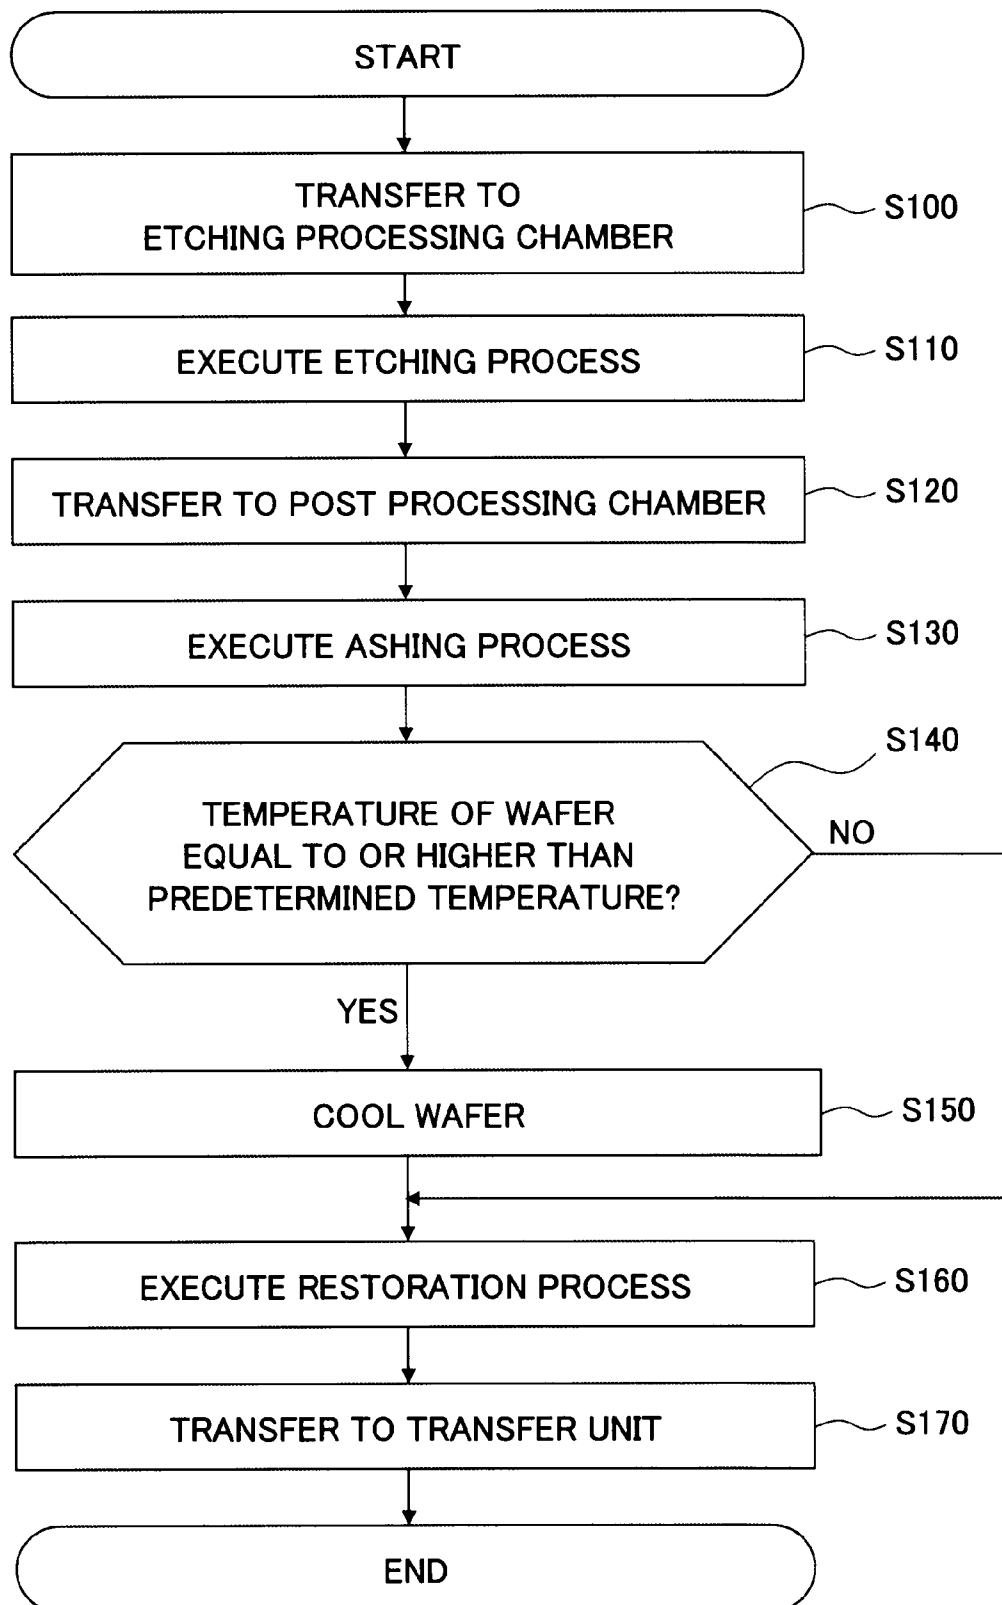 START
TRANSFER TO
ETCHING PROCESSING CHAMBER
S100
EXECUTE ETCHING PROCESS
S110
TRANSFER TO POST PROCESSING CHAMBER
S120
EXECUTE ASHING PROCESS
S130
S140
TEMPERATURE OF WAFER
EQUAL TO OR HIGHER THAN
PREDETERMINED TEMPERATURE?
NO
YES
COOL WAFER
S150
EXECUTE RESTORATION PROCESS
S160
TRANSFER TO TRANSFER UNIT
S170
END